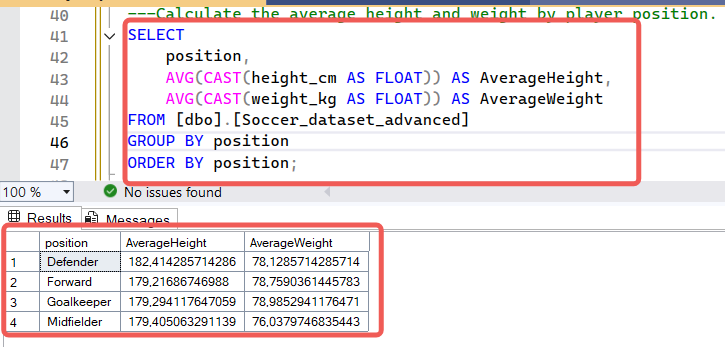 40 ---Calculate the average height and weight by player position.
41 SELECT
42 position,
43 AVG(CAST(height_cm AS FLOAT)) AS AverageHeight,
44 AVG(CAST(weight_kg AS FLOAT)) AS AverageWeight
45 FROM [dbo].[Soccer_dataset_advanced]
46 GROUP BY position
47 ORDER BY position;
100 % No issues found
Results Messages
position AverageHeight AverageWeight
1 Defender 182,414285714286 78,1285714285714
2 Forward 179,21686746988 78,7590361445783
3 Goalkeeper 179,294117647059 78,9852941176471
4 Midfielder 179,405063291139 76,0379746835443